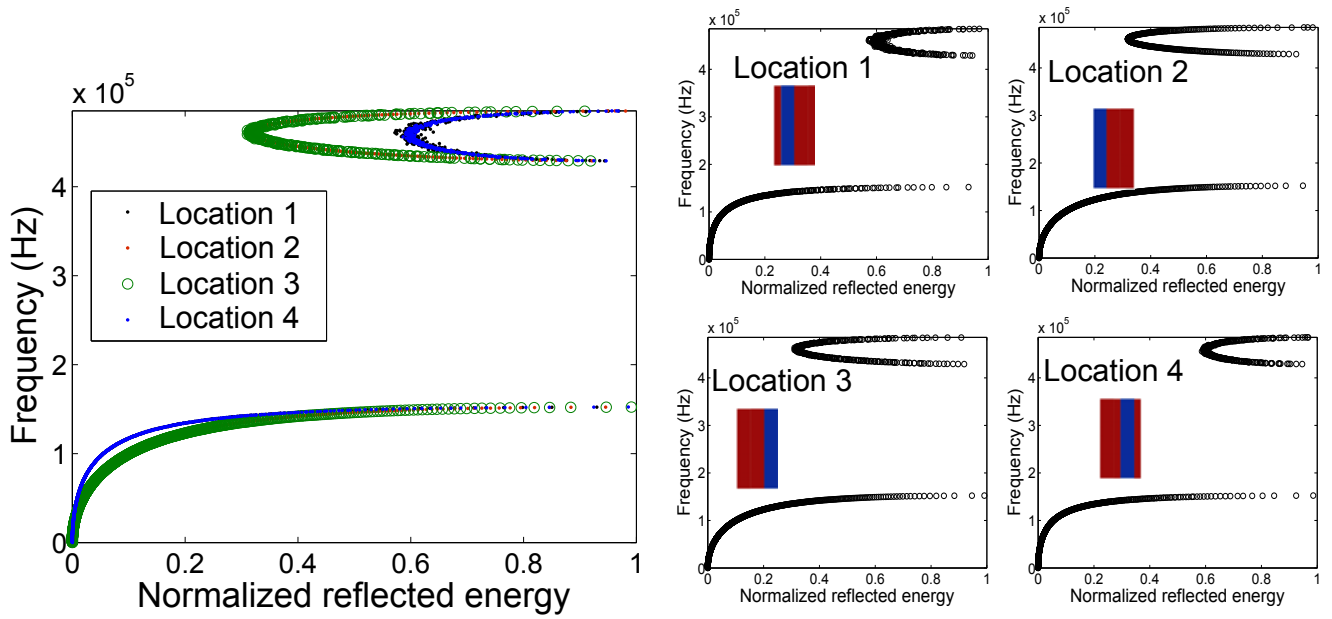 x 10^5
Frequency (Hz)
4
3
2
1
0
Location 1
Location 2
Location 3
Location 4
0 0.2 0.4 0.6 0.8 1
Normalized reflected energy
x 10^5
Location 1
Frequency (Hz)
4
3
2
1
0
0 0.2 0.4 0.6 0.8 1
Normalized reflected energy
x 10^5
Location 2
Frequency (Hz)
4
3
2
1
0
0 0.2 0.4 0.6 0.8 1
Normalized reflected energy
x 10^5
Location 3
Frequency (Hz)
4
3
2
1
0
0 0.2 0.4 0.6 0.8 1
Normalized reflected energy
x 10^5
Location 4
Frequency (Hz)
4
3
2
1
0
0 0.2 0.4 0.6 0.8 1
Normalized reflected energy